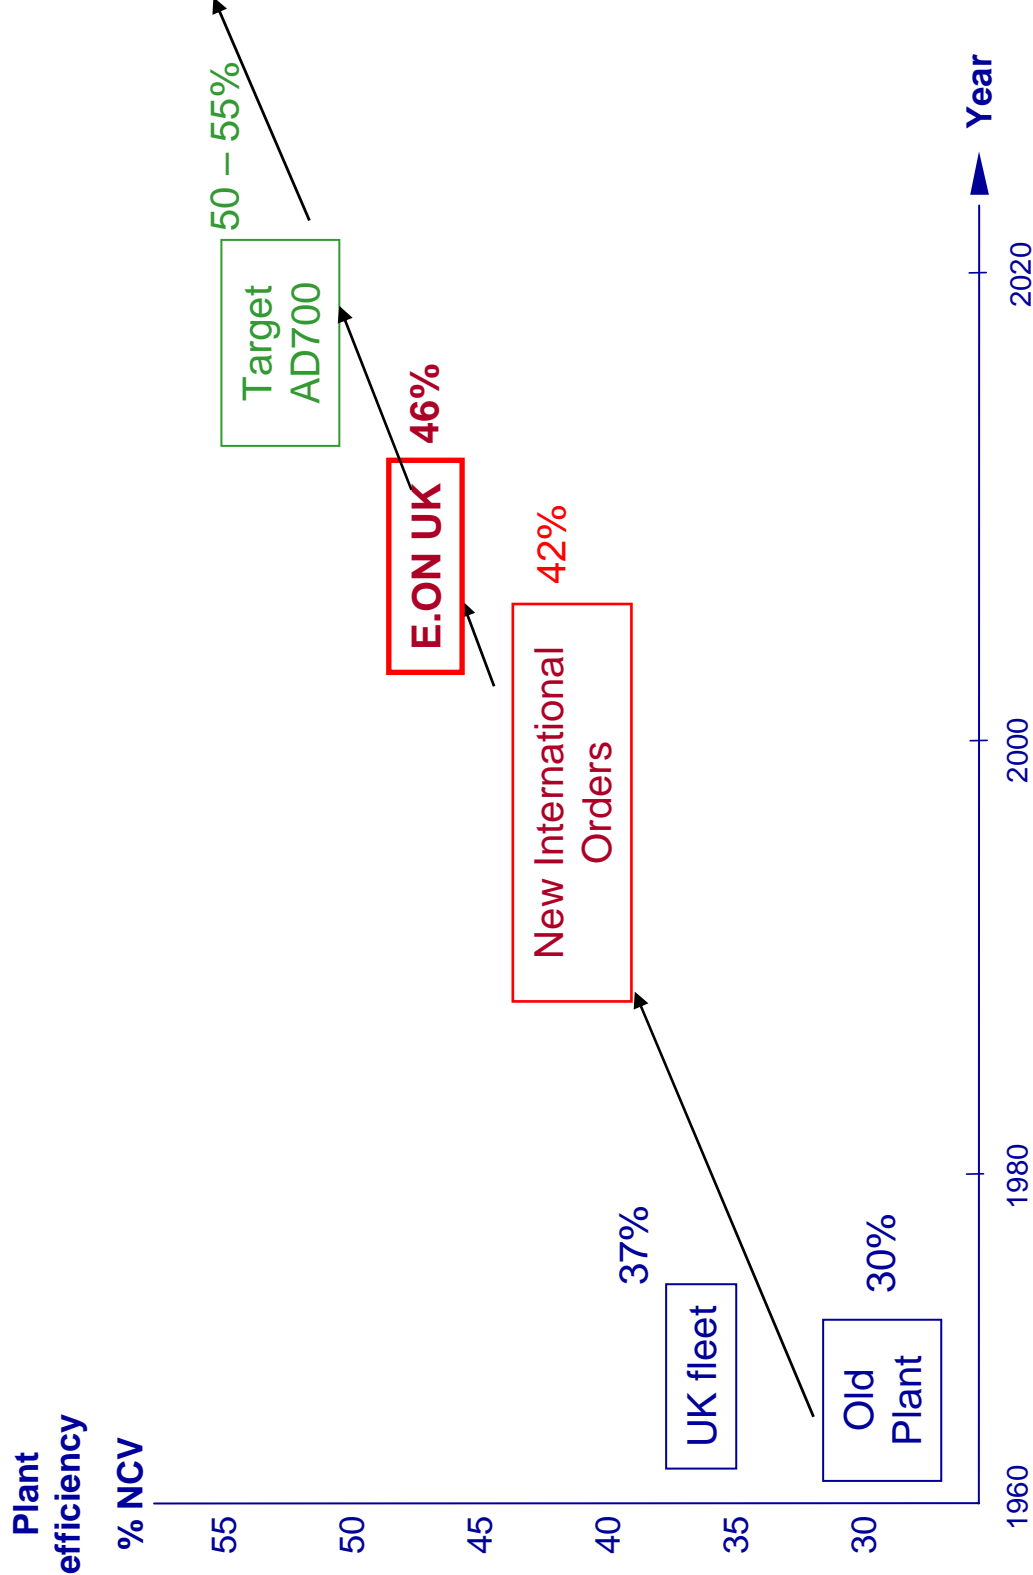 Plant
efficiency
% NCV
55
50
45
40
35
30
50 – 55%
Target
AD700
E.ON UK
46%
New International
Orders
42%
UK fleet
37%
Old
Plant
30%
1960
1980
2000
2020
Year